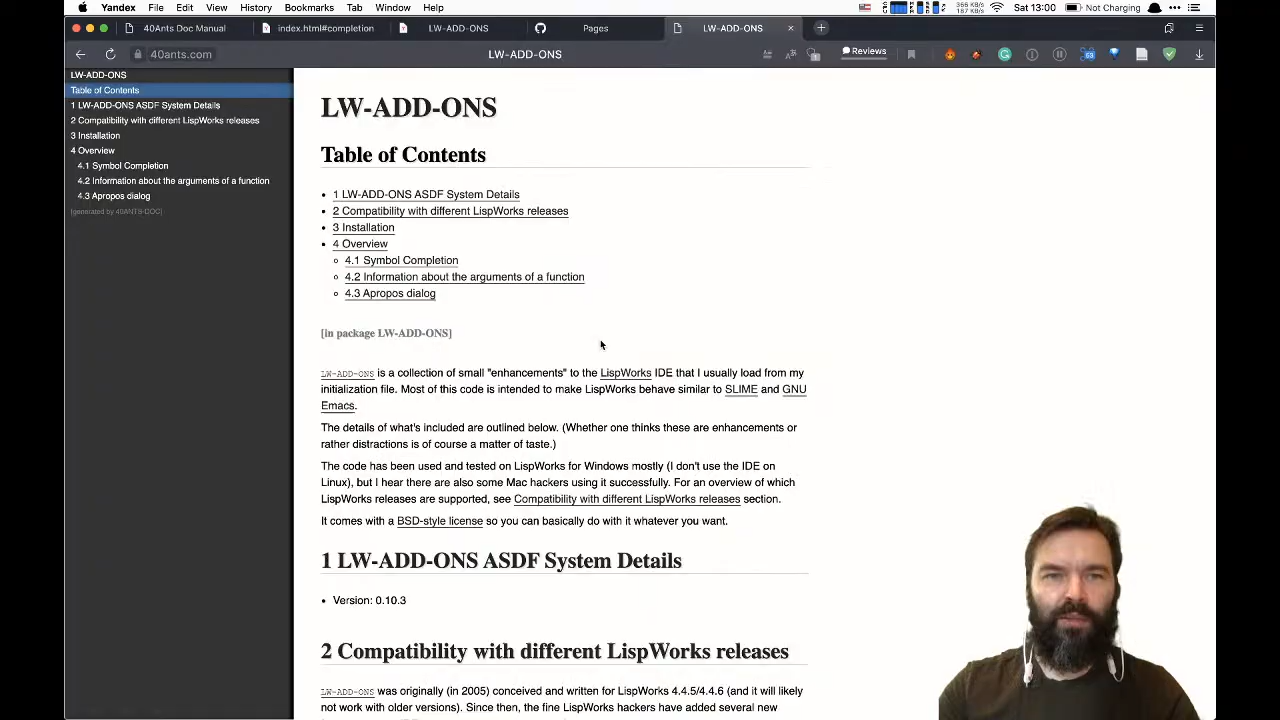 Yandex File Edit View History Bookmarks Tab Window Help
366 KB/s
187 KB/s
Sat 13:00 Not Charging
40Ants Doc Manual
index.html#completion
LW-ADD-ONS
Pages
LW-ADD-ONS
40ants.com
LW-ADD-ONS
Reviews
LW-ADD-ONS
Table of Contents
1 LW-ADD-ONS ASDF System Details
2 Compatibility with different LispWorks releases
3 Installation
4 Overview
4.1 Symbol Completion
4.2 Information about the arguments of a function
4.3 Apropos dialog
[generated by 40ANTS-DOC]
LW-ADD-ONS
Table of Contents
1 LW-ADD-ONS ASDF System Details
2 Compatibility with different LispWorks releases
3 Installation
4 Overview
4.1 Symbol Completion
4.2 Information about the arguments of a function
4.3 Apropos dialog
[in package LW-ADD-ONS]
LW-ADD-ONS is a collection of small "enhancements" to the LispWorks IDE that I usually load from my
initialization file. Most of this code is intended to make LispWorks behave similar to SLIME and GNU
Emacs.
The details of what's included are outlined below. (Whether one thinks these are enhancements or
rather distractions is of course a matter of taste.)
The code has been used and tested on LispWorks for Windows mostly (I don't use the IDE on
Linux), but I hear there are also some Mac hackers using it successfully. For an overview of which
LispWorks releases are supported, see Compatibility with different LispWorks releases section.
It comes with a BSD-style license so you can basically do with it whatever you want.
1 LW-ADD-ONS ASDF System Details
Version: 0.10.3
2 Compatibility with different LispWorks releases
LW-ADD-ONS was originally (in 2005) conceived and written for LispWorks 4.4.5/4.4.6 (and it will likely
not work with older versions). Since then, the fine LispWorks hackers have added several new